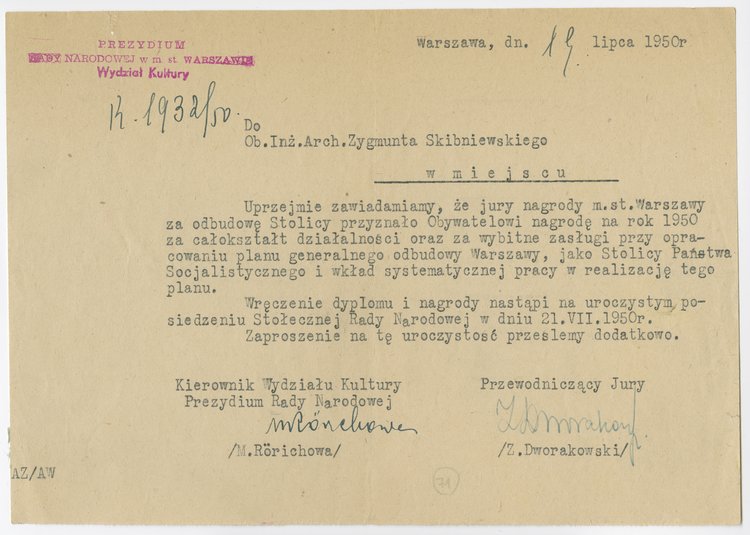 PREZYDIUM
RADY NARODOWEJ w m. st. WARSZAWIE
Wydział Kultury
Warszawa, dn. 19 lipca 1950r
K. 1932/50.
Do
Ob.Inż.Arch.Zygmunta Skibniewskiego
w miejscu
Uprzejmie zawiadamiamy, że jury nagrody m.st.Warszawy
za odbudowę Stolicy przyznało Obywatelowi nagrodę na rok 1950
za całokształt działalności oraz za wybitne zasługi przy opra-
cowaniu planu generalnego odbudowy Warszawy, jako Stolicy Państwa
Socjalistycznego i wkład systematycznej pracy w realizację tego
planu.
Wręczenie dyplomu i nagrody nastąpi na uroczystym po-
siedzeniu Stołecznej Rady Narodowej w dniu 21.VII.1950r.
Zaproszenie na tę uroczystość prześlemy dodatkowo.
Kierownik Wydziału Kultury Przewodniczący Jury
Prezydium Rady Narodowej
MRörichowa ZDworakowski
/M.Rörichowa/ /Z.Dworakowski/
AZ/AW
71